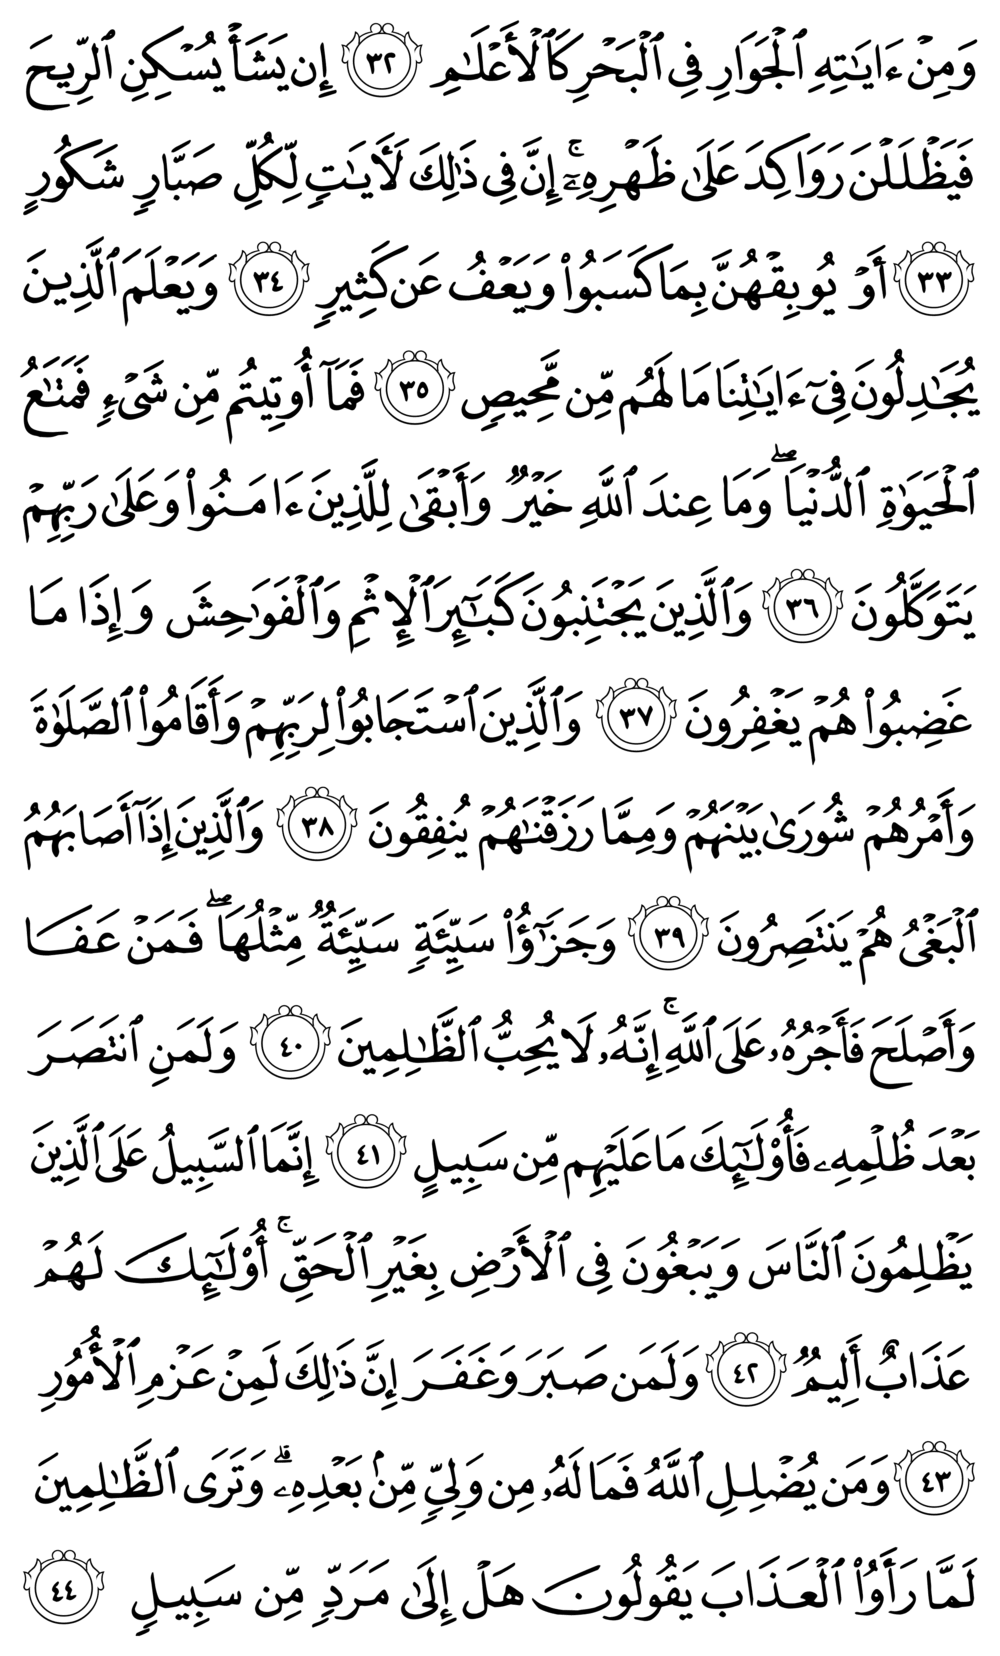 وَمِنْ ءَايَٰتِهِ ٱلْجَوَارِ فِى ٱلْبَحْرِ كَٱلْأَعْلَٰمِ ٣٢ إِن يَشَأْ يُسْكِنِ ٱلرِّيحَ
فَيَظْلَلْنَ رَوَاكِدَ عَلَىٰ ظَهْرِهِۦٓ ۚ إِنَّ فِى ذَٰلِكَ لَءَايَٰتٍ لِّكُلِّ صَبَّارٍ شَكُورٍ
٣٣ أَوْ يُوبِقْهُنَّ بِمَا كَسَبُوا۟ وَيَعْفُ عَن كَثِيرٍ ٣٤ وَيَعْلَمَ ٱلَّذِينَ
يُجَٰدِلُونَ فِىٓ ءَايَٰتِنَا مَا لَهُم مِّن مَّحِيصٍ ٣٥ فَمَآ أُوتِيتُم مِّن شَىْءٍ فَمَتَٰعُ
ٱلْحَيَوٰةِ ٱلدُّنْيَا ۖ وَمَا عِندَ ٱللَّهِ خَيْرٌ وَأَبْقَىٰ لِلَّذِينَ ءَامَنُوا۟ وَعَلَىٰ رَبِّهِمْ
يَتَوَكَّلُونَ ٣٦ وَٱلَّذِينَ يَجْتَنِبُونَ كَبَٰٓئِرَ ٱلْإِثْمِ وَٱلْفَوَٰحِشَ وَإِذَا مَا
غَضِبُوا۟ هُمْ يَغْفِرُونَ ٣٧ وَٱلَّذِينَ ٱسْتَجَابُوا۟ لِرَبِّهِمْ وَأَقَامُوا۟ ٱلصَّلَوٰةَ
وَأَمْرُهُمْ شُورَىٰ بَيْنَهُمْ وَمِمَّا رَزَقْنَٰهُمْ يُنفِقُونَ ٣٨ وَٱلَّذِينَ إِذَآ أَصَابَهُمُ
ٱلْبَغْىُ هُمْ يَنتَصِرُونَ ٣٩ وَجَزَٰٓؤُا۟ سَيِّئَةٍ سَيِّئَةٌ مِّثْلُهَا ۖ فَمَنْ عَفَا
وَأَصْلَحَ فَأَجْرُهُۥ عَلَى ٱللَّهِ ۚ إِنَّهُۥ لَا يُحِبُّ ٱلظَّٰلِمِينَ ٤٠ وَلَمَنِ ٱنتَصَرَ
بَعْدَ ظُلْمِهِۦ فَأُو۟لَٰٓئِكَ مَا عَلَيْهِم مِّن سَبِيلٍ ٤١ إِنَّمَا ٱلسَّبِيلُ عَلَى ٱلَّذِينَ
يَظْلِمُونَ ٱلنَّاسَ وَيَبْغُونَ فِى ٱلْأَرْضِ بِغَيْرِ ٱلْحَقِّ ۚ أُو۟لَٰٓئِكَ لَهُمْ
عَذَابٌ أَلِيمٌ ٤٢ وَلَمَن صَبَرَ وَغَفَرَ إِنَّ ذَٰلِكَ لَمِنْ عَزْمِ ٱلْأُمُورِ
٤٣ وَمَن يُضْلِلِ ٱللَّهُ فَمَا لَهُۥ مِن وَلِىٍّ مِّنۢ بَعْدِهِۦ ۗ وَتَرَى ٱلظَّٰلِمِينَ
لَمَّا رَأَوُا۟ ٱلْعَذَابَ يَقُولُونَ هَلْ إِلَىٰ مَرَدٍّ مِّن سَبِيلٍ ٤٤